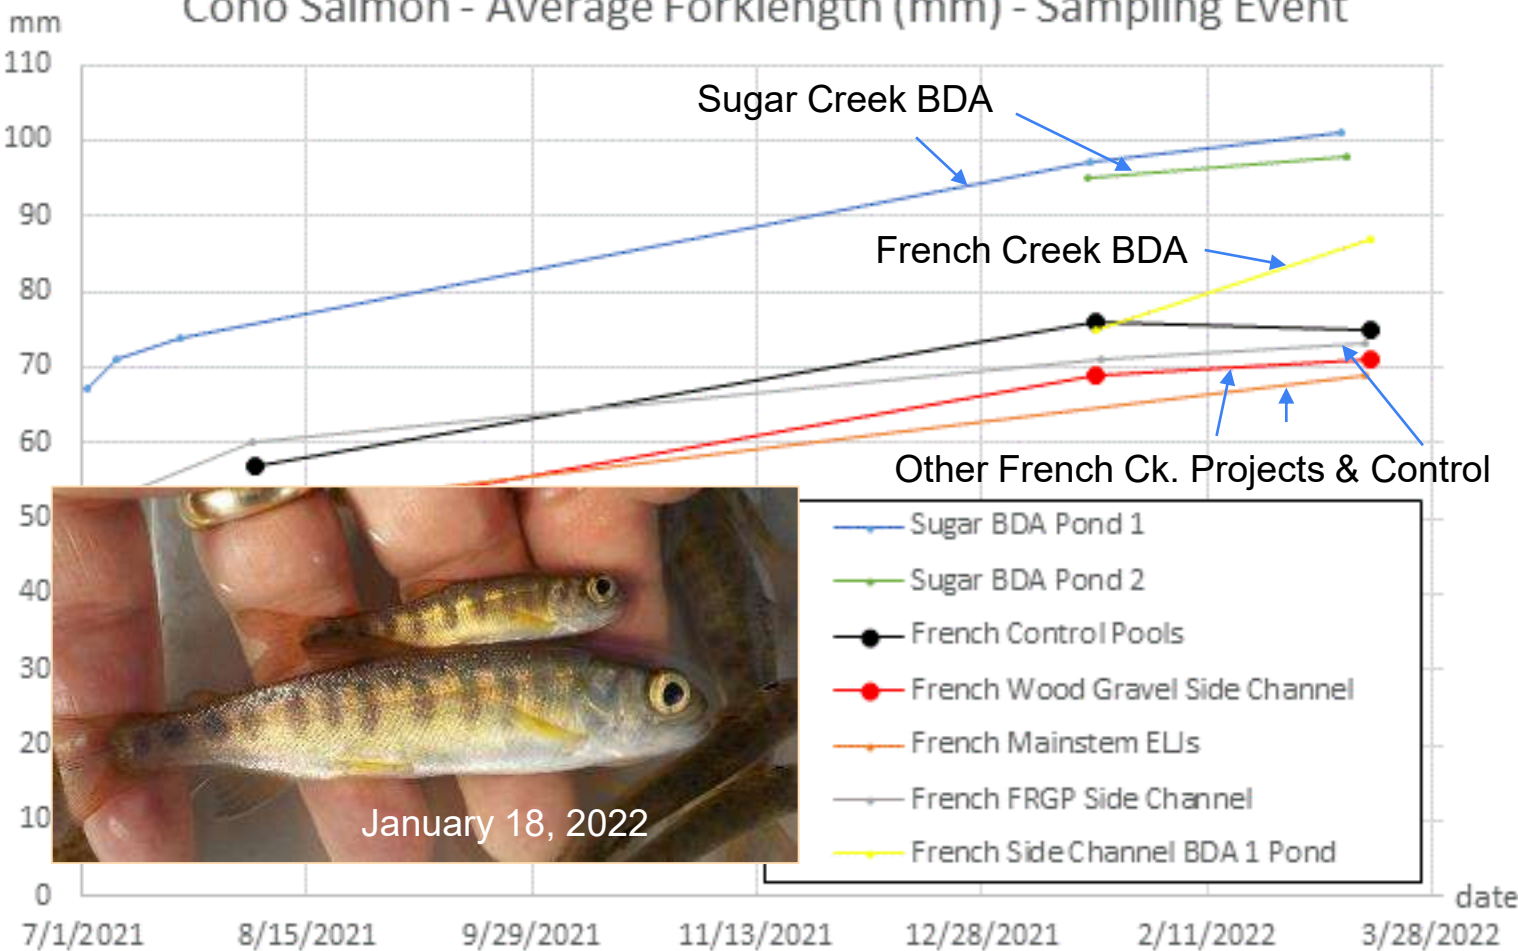 Coho Salmon - Average Forklength (mm) - Sampling Event
mm
110
100
90
80
70
60
50
40
30
20
10
0
Sugar Creek BDA
French Creek BDA
Other French Ck. Projects & Control
Sugar BDA Pond 1
Sugar BDA Pond 2
French Control Pools
French Wood Gravel Side Channel
French Mainstem ELJs
French FRGP Side Channel
French Side Channel BDA 1 Pond
January 18, 2022
date
7/1/2021 8/15/2021 9/29/2021 11/13/2021 12/28/2021 2/11/2022 3/28/2022